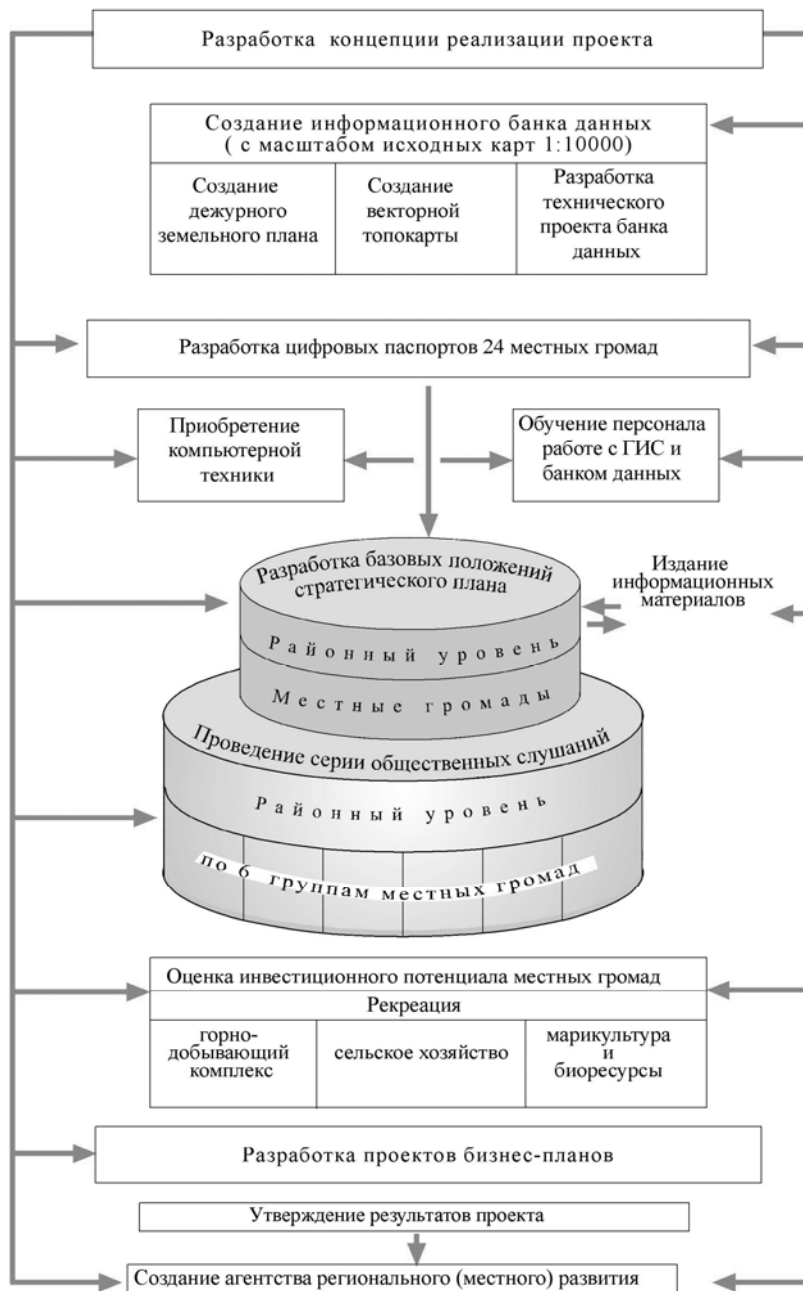 Разработка концепции реализации проекта
Создание информационного банка данных
( с масштабом исходных карт 1:10000)
Создание
дежурного
земельного плана
Создание
векторной
топокарты
Разработка
технического
проекта банка
данных
Разработка цифровых паспортов 24 местных громад
Приобретение
компьютерной
техники
Обучение персонала
работе с ГИС и
банком данных
Разработка базовых положений
стратегического плана
Районный уровень
Местные громады
Издание
информационных
материалов
Проведение серии общественных слушаний
Районный уровень
по 6 группам местных громад
Оценка инвестиционного потенциала местных громад
Рекреация
горно-
добывающий
комплекс
сельское хозяйство
марикультура
и
биоресурсы
Разработка проектов бизнес-планов
Утверждение результатов проекта
Создание агентства регионального (местного) развития